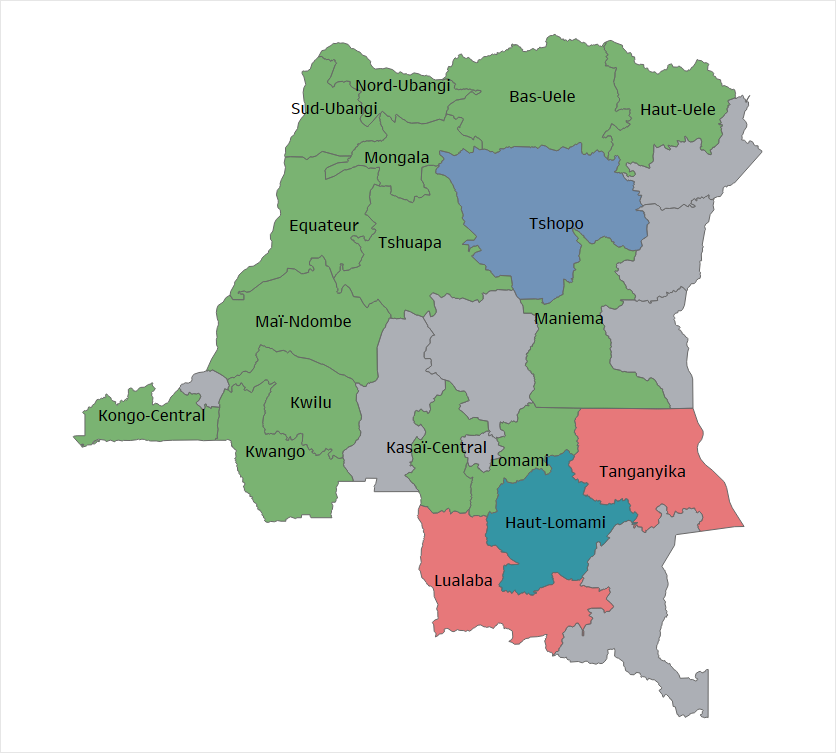 Nord-Ubangi
Bas-Uele
Sud-Ubangi
Haut-Uele
Mongala
Equateur
Tshopo
Tshuapa
Maï-Ndombe
Maniema
Kwilu
Kongo-Central
Kwango
Kasaï-Central
Lomami
Tanganyika
Haut-Lomami
Lualaba